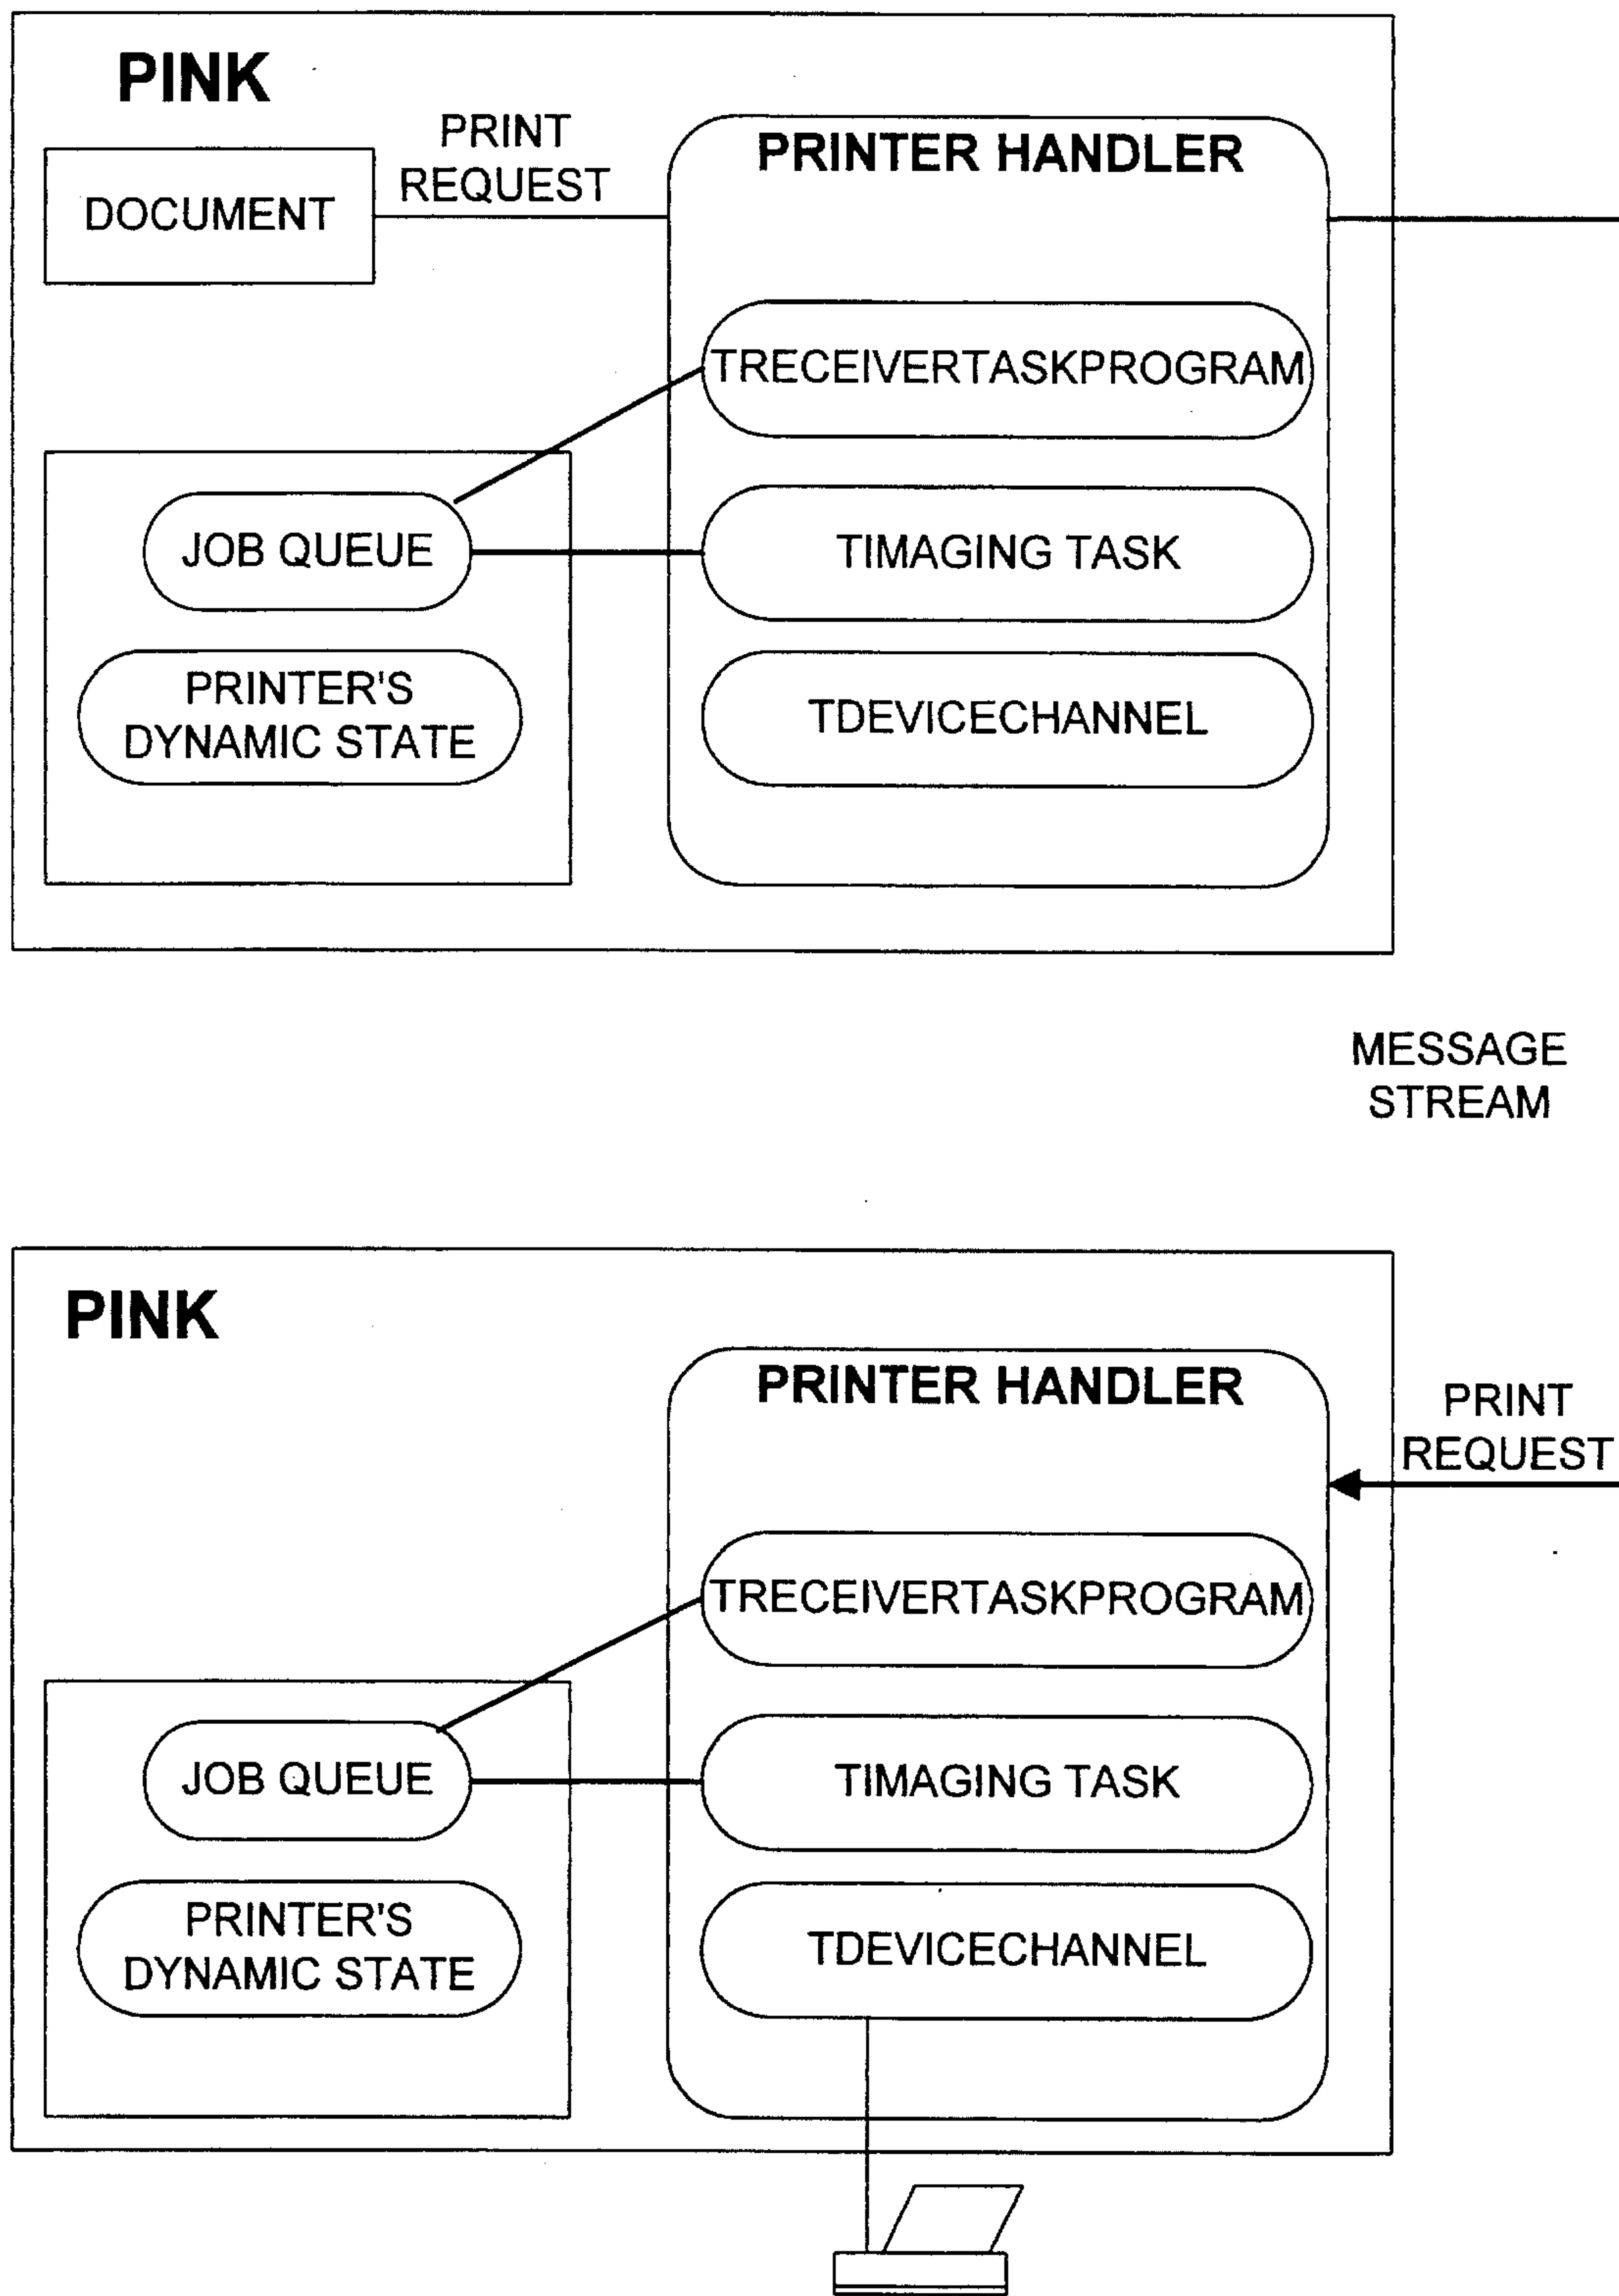 PINK
PRINT
REQUEST
DOCUMENT
PRINTER HANDLER
TRECEIVERTASKPROGRAM
JOB QUEUE
TIMAGING TASK
PRINTER'S
DYNAMIC STATE
TDEVICECHANNEL
MESSAGE
STREAM
PINK
PRINTER HANDLER
PRINT
REQUEST
TRECEIVERTASKPROGRAM
JOB QUEUE
TIMAGING TASK
PRINTER'S
DYNAMIC STATE
TDEVICECHANNEL